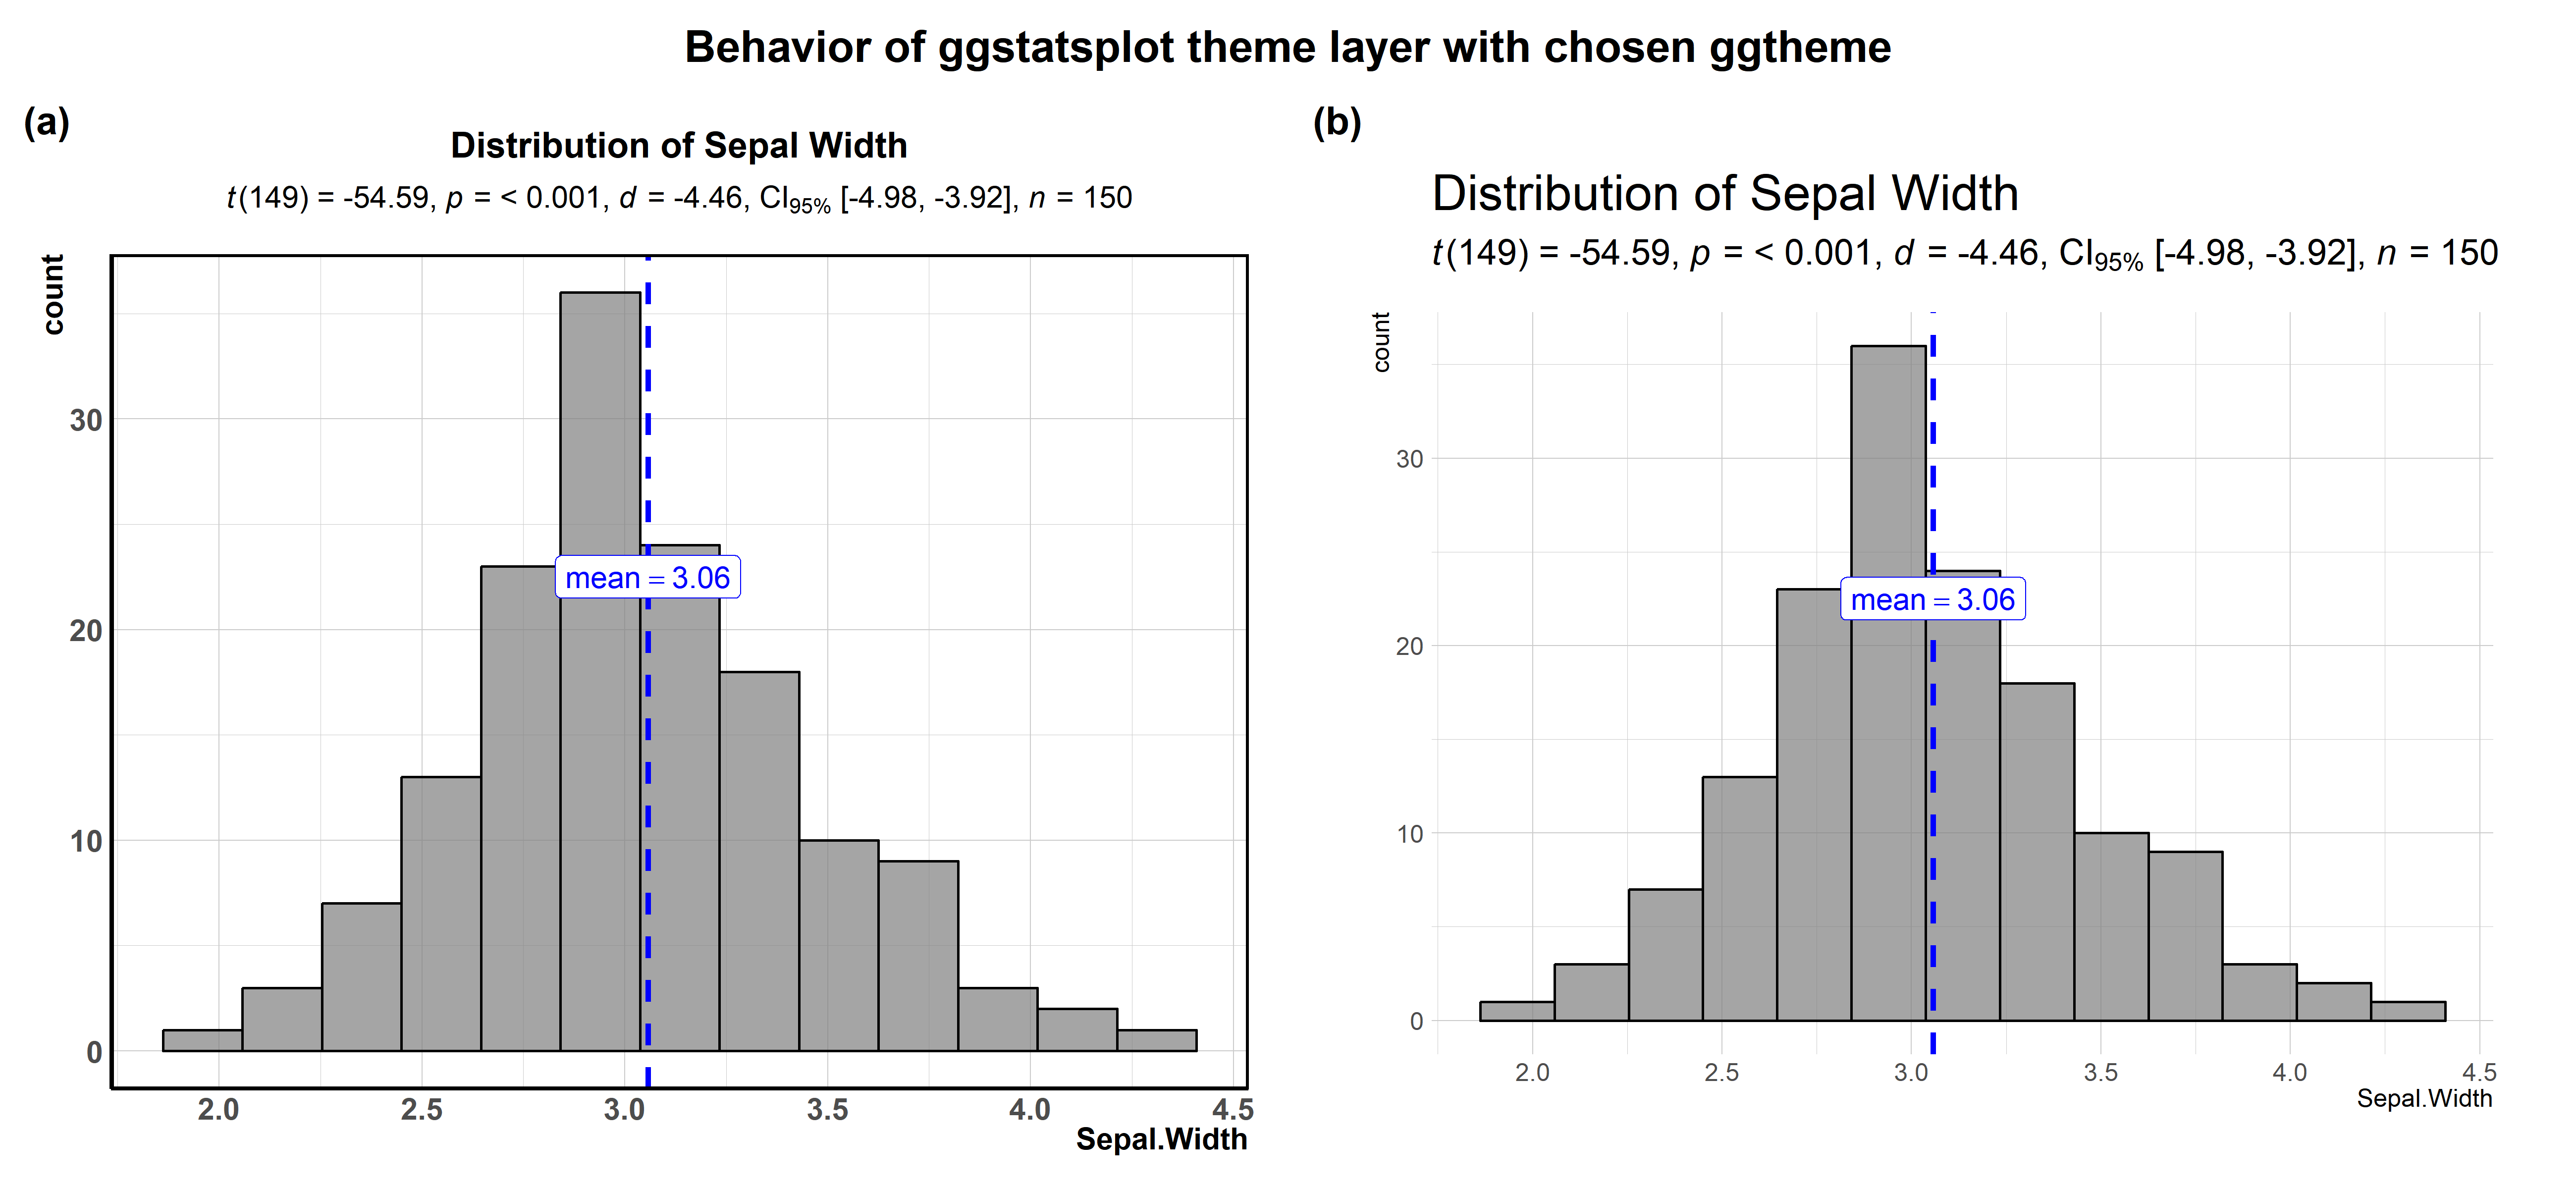 Behavior of ggstatsplot theme layer with chosen ggtheme
(a)
Distribution of Sepal Width
t(149) = -54.59, p = < 0.001, d = -4.46, CI95% [-4.98, -3.92], n = 150
count
30
20
10
0
mean = 3.06
2.0 2.5 3.0 3.5 4.0 4.5
Sepal.Width
(b)
Distribution of Sepal Width
t(149) = -54.59, p = < 0.001, d = -4.46, CI95% [-4.98, -3.92], n = 150
count
30
20
10
0
mean = 3.06
2.0 2.5 3.0 3.5 4.0 4.5
Sepal.Width